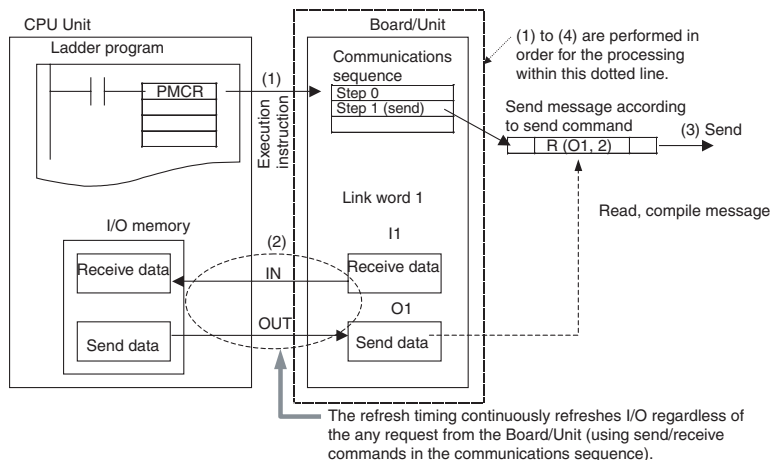 CPU Unit
Ladder program
PMCR
(1)
Execution
instruction
Board/Unit
Communications
sequence
Step 0
Step 1 (send)
(1) to (4) are performed in
order for the processing
within this dotted line.
Send message according
to send command
R (O1, 2)
(3) Send
Read, compile message
Link word 1
I/O memory
Receive data
Send data
(2)
IN
OUT
I1
Receive data
O1
Send data
The refresh timing continuously refreshes I/O regardless of
the any request from the Board/Unit (using send/receive
commands in the communications sequence).